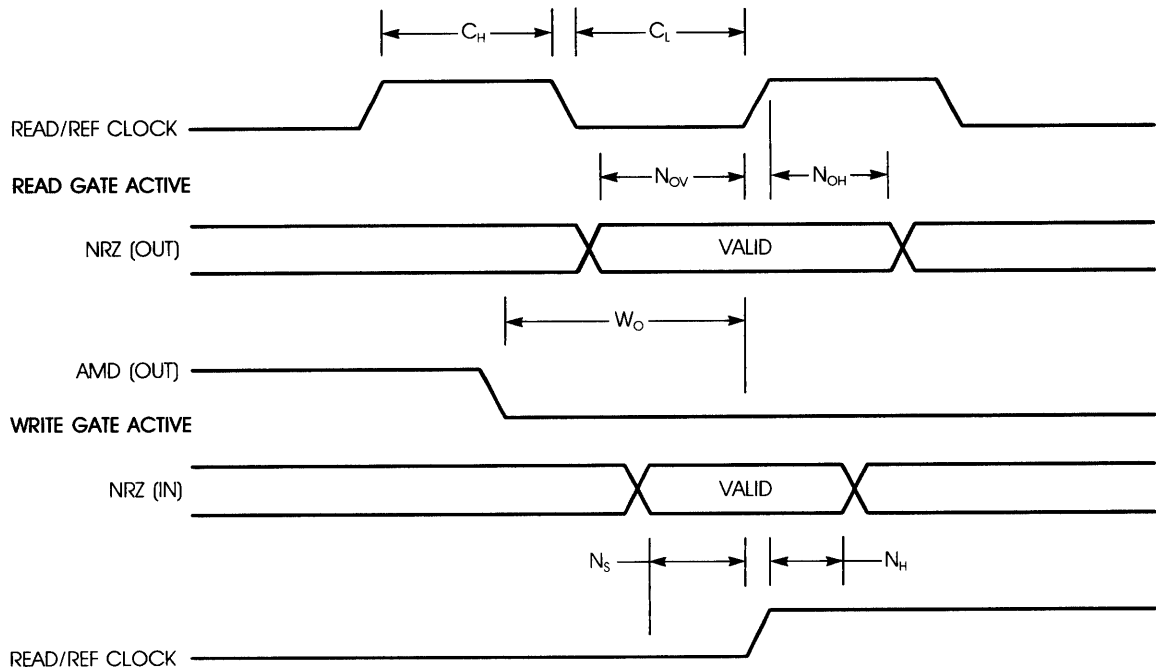 C_H
C_L
READ/REF CLOCK
N_OV
N_OH
READ GATE ACTIVE
NRZ (OUT)
VALID
W_O
AMD (OUT)
WRITE GATE ACTIVE
NRZ (IN)
VALID
N_S
N_H
READ/REF CLOCK